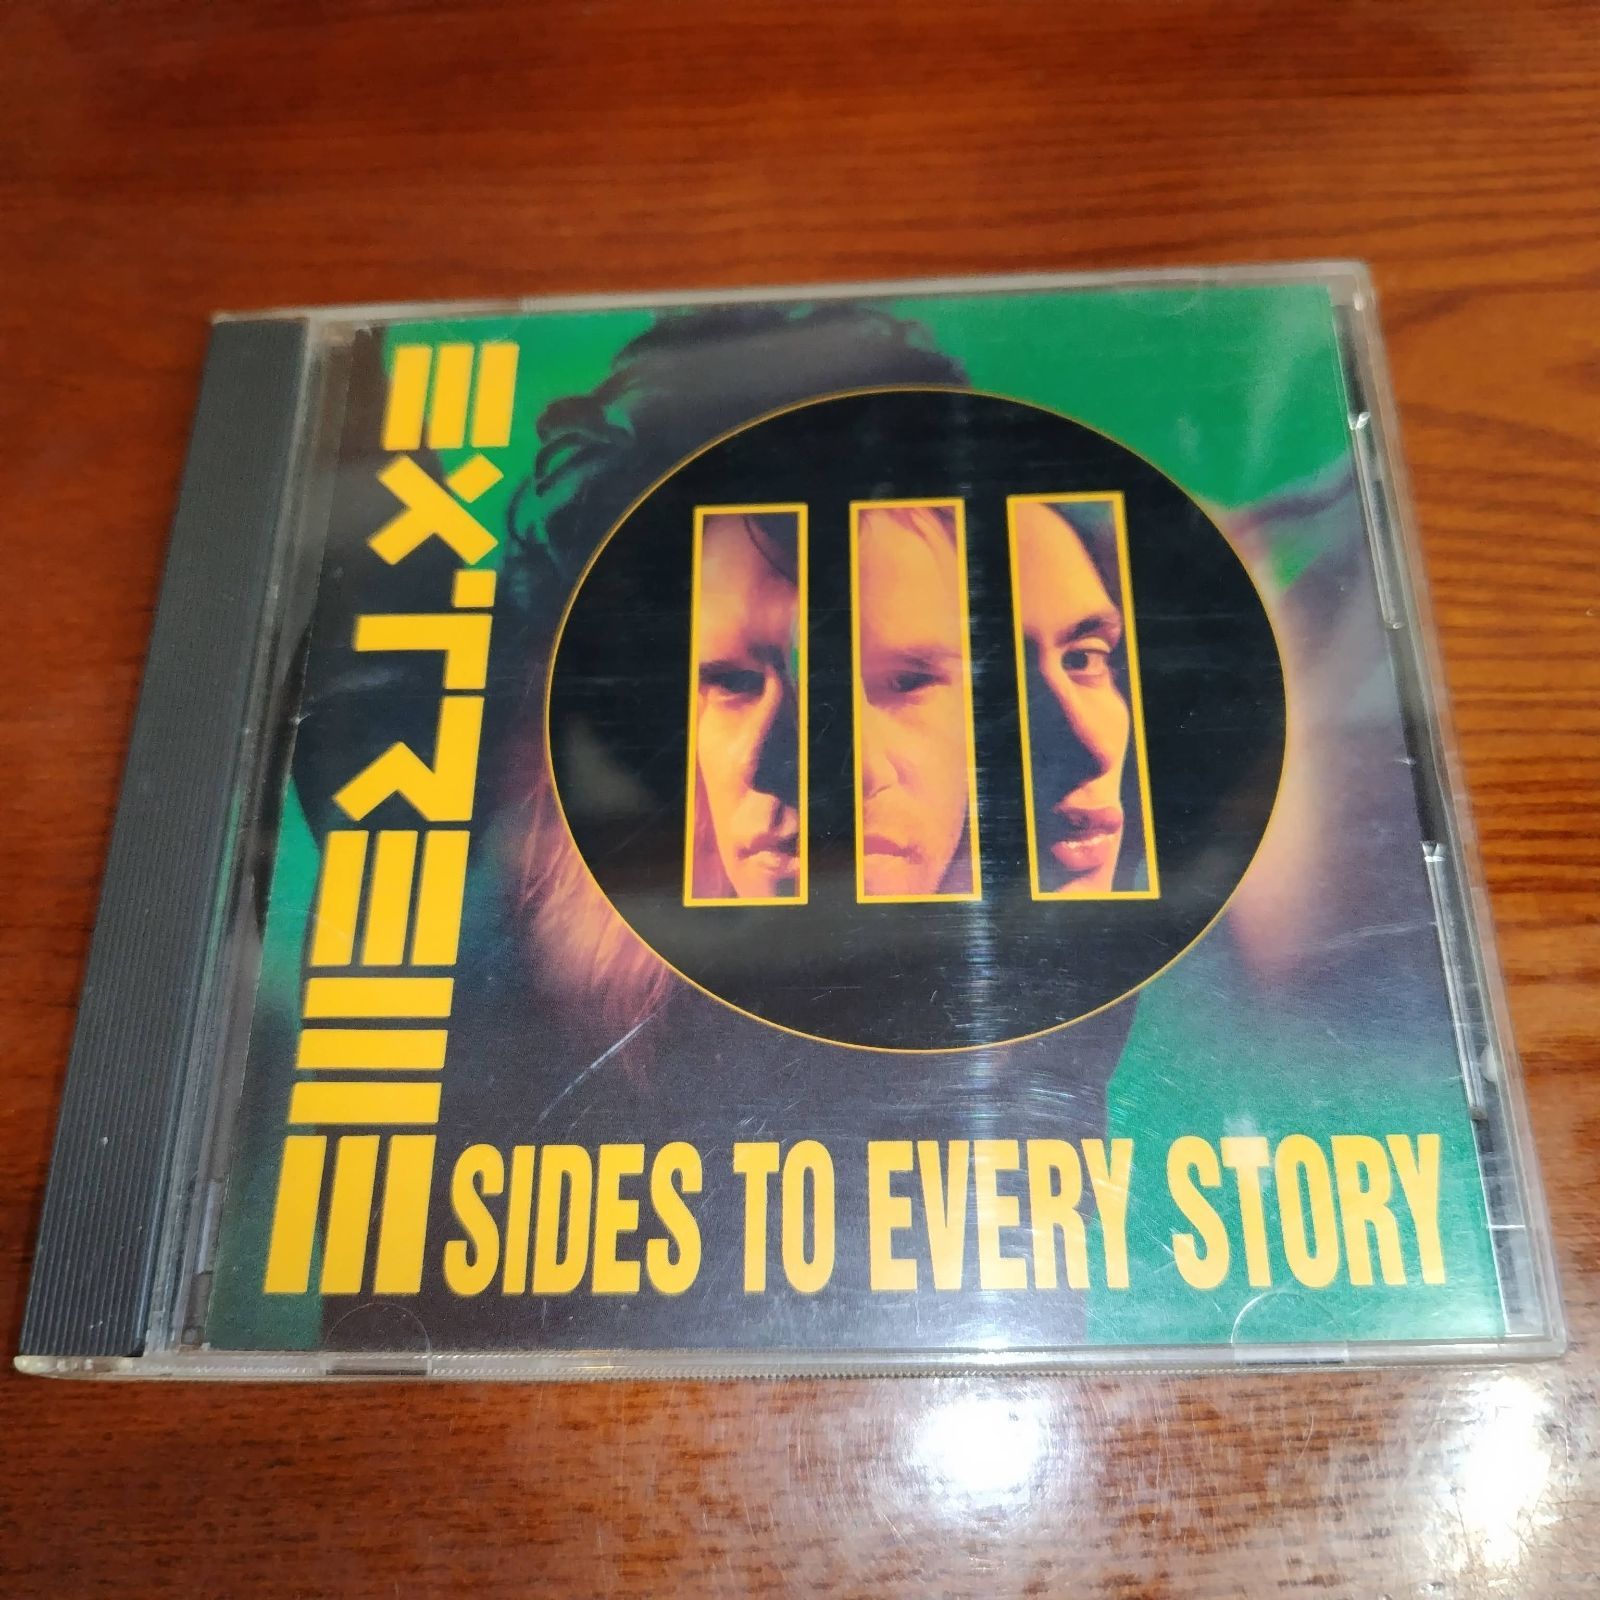 EXTREME
III SIDES TO EVERY STORY